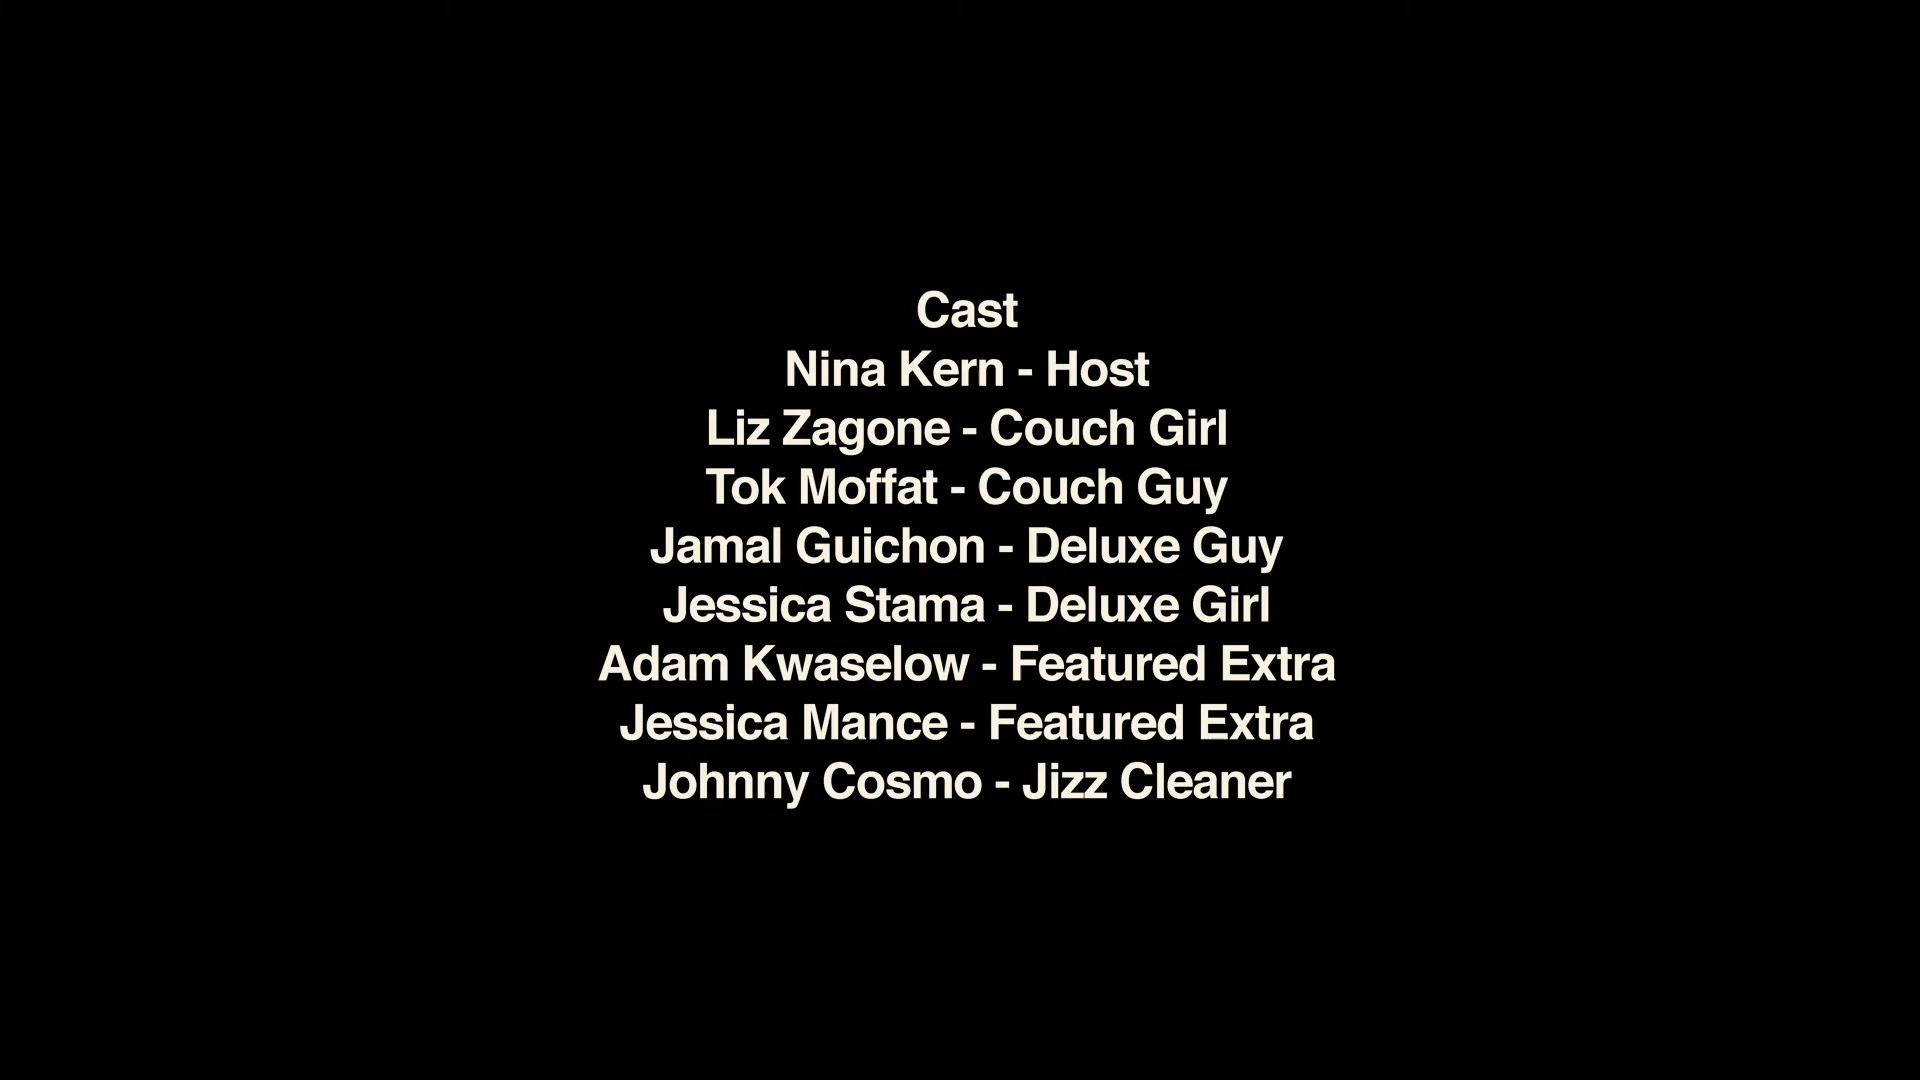 Cast
Nina Kern - Host
Liz Zagone - Couch Girl
Tok Moffat - Couch Guy
Jamal Guichon - Deluxe Guy
Jessica Stama - Deluxe Girl
Adam Kwaselow - Featured Extra
Jessica Mance - Featured Extra
Johnny Cosmo - Jizz Cleaner